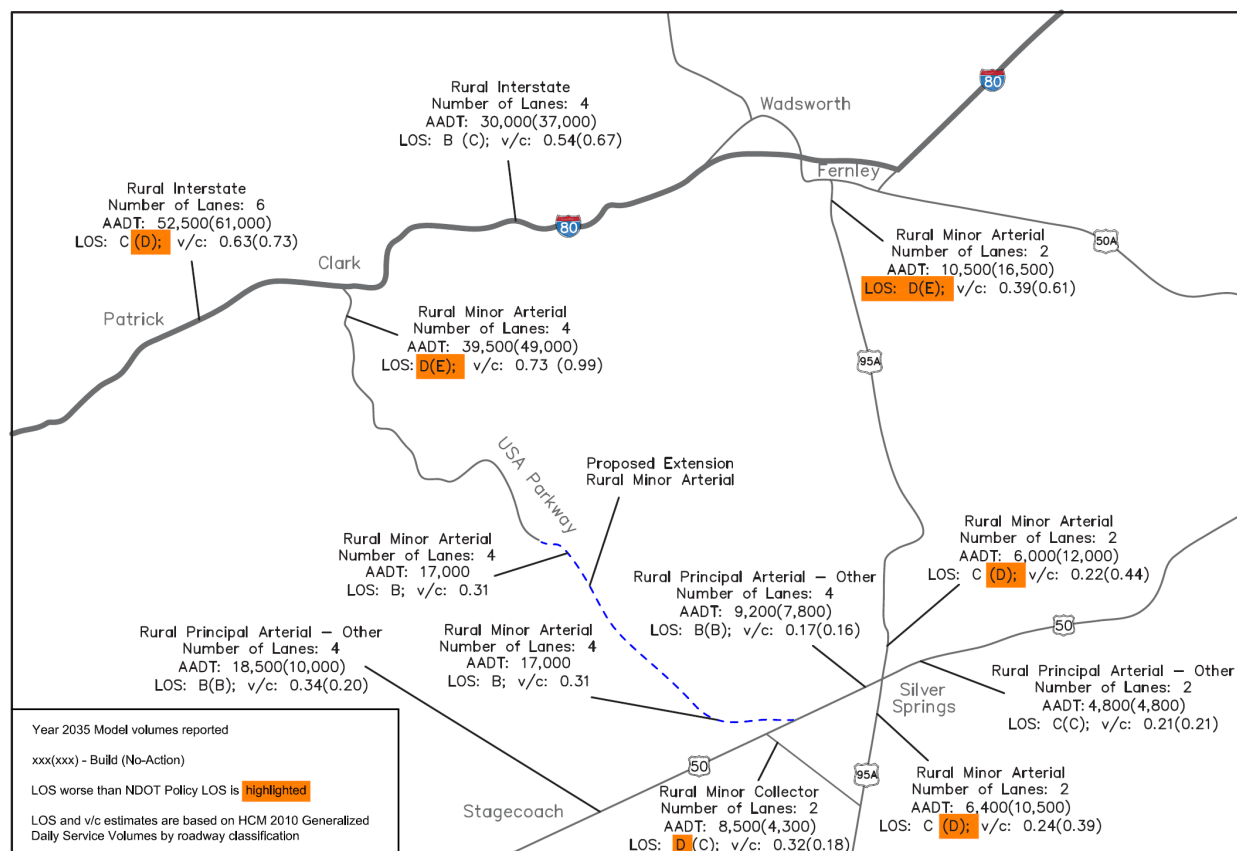 80
Wadsworth
Rural Interstate
Number of Lanes: 4
AADT: 30,000(37,000)
LOS: B (C); v/c: 0.54(0.67)
Fernley
Rural Interstate
Number of Lanes: 6
AADT: 52,500(61,000)
LOS: C (D); v/c: 0.63(0.73)
80
50A
Rural Minor Arterial
Number of Lanes: 2
AADT: 10,500(16,500)
LOS: D(E); v/c: 0.39(0.61)
Clark
Patrick
Rural Minor Arterial
Number of Lanes: 4
AADT: 39,500(49,000)
LOS: D(E); v/c: 0.73 (0.99)
95A
USA Parkway
Proposed Extension
Rural Minor Arterial
Rural Minor Arterial
Number of Lanes: 4
AADT: 17,000
LOS: B; v/c: 0.31
Rural Minor Arterial
Number of Lanes: 2
AADT: 6,000(12,000)
LOS: C (D); v/c: 0.22(0.44)
Rural Principal Arterial – Other
Number of Lanes: 4
AADT: 9,200(7,800)
LOS: B(B); v/c: 0.17(0.16)
50
Rural Principal Arterial – Other
Number of Lanes: 4
AADT: 18,500(10,000)
LOS: B(B); v/c: 0.34(0.20)
Rural Minor Arterial
Number of Lanes: 4
AADT: 17,000
LOS: B; v/c: 0.31
Silver
Springs
Rural Principal Arterial – Other
Number of Lanes: 2
AADT:4,800(4,800)
LOS: C(C); v/c: 0.21(0.21)
50
95A
Stagecoach
Rural Minor Collector
Number of Lanes: 2
AADT: 8,500(4,300)
LOS: D (C); v/c: 0.32(0.18)
Rural Minor Arterial
Number of Lanes: 2
AADT: 6,400(10,500)
LOS: C (D); v/c: 0.24(0.39)
Year 2035 Model volumes reported
xxx(xxx) - Build (No-Action)
LOS worse than NDOT Policy LOS is highlighted
LOS and v/c estimates are based on HCM 2010 Generalized
Daily Service Volumes by roadway classification